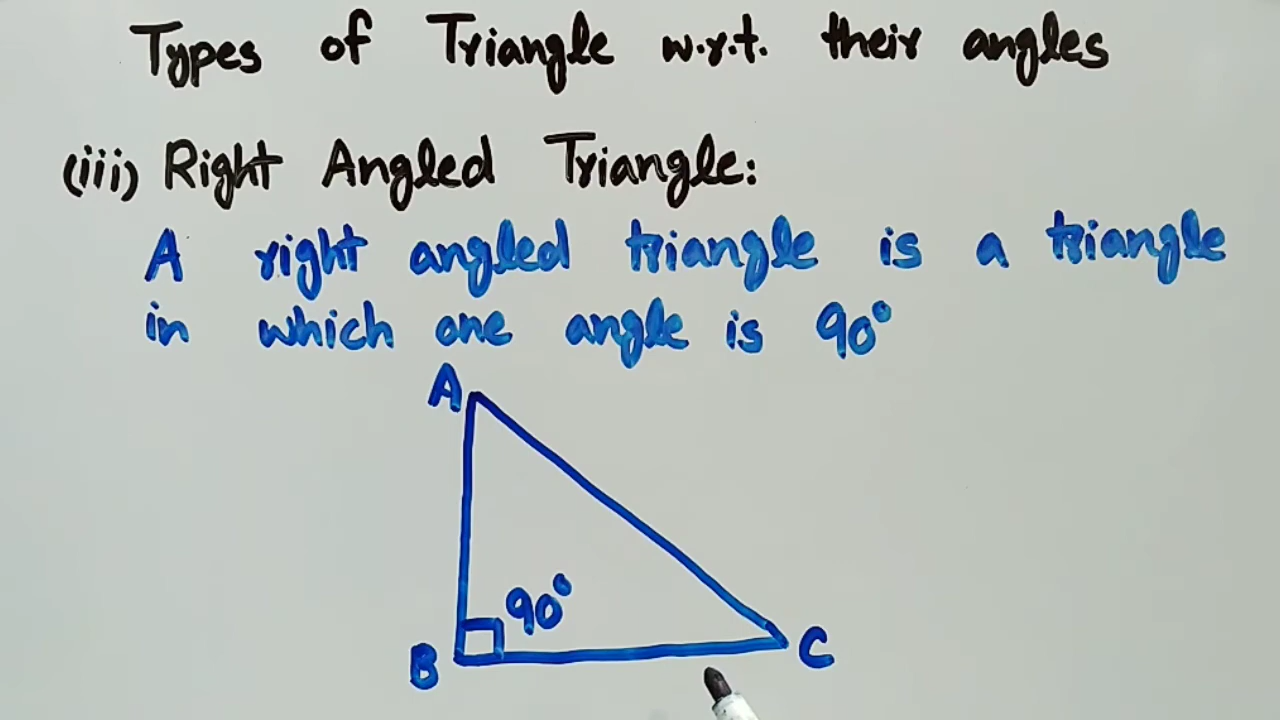 Types of Triangle w.r.t. their angles
(iii) Right Angled Triangle:
A right angled triangle is a triangle
in which one angle is 90°
A
90°
B
C